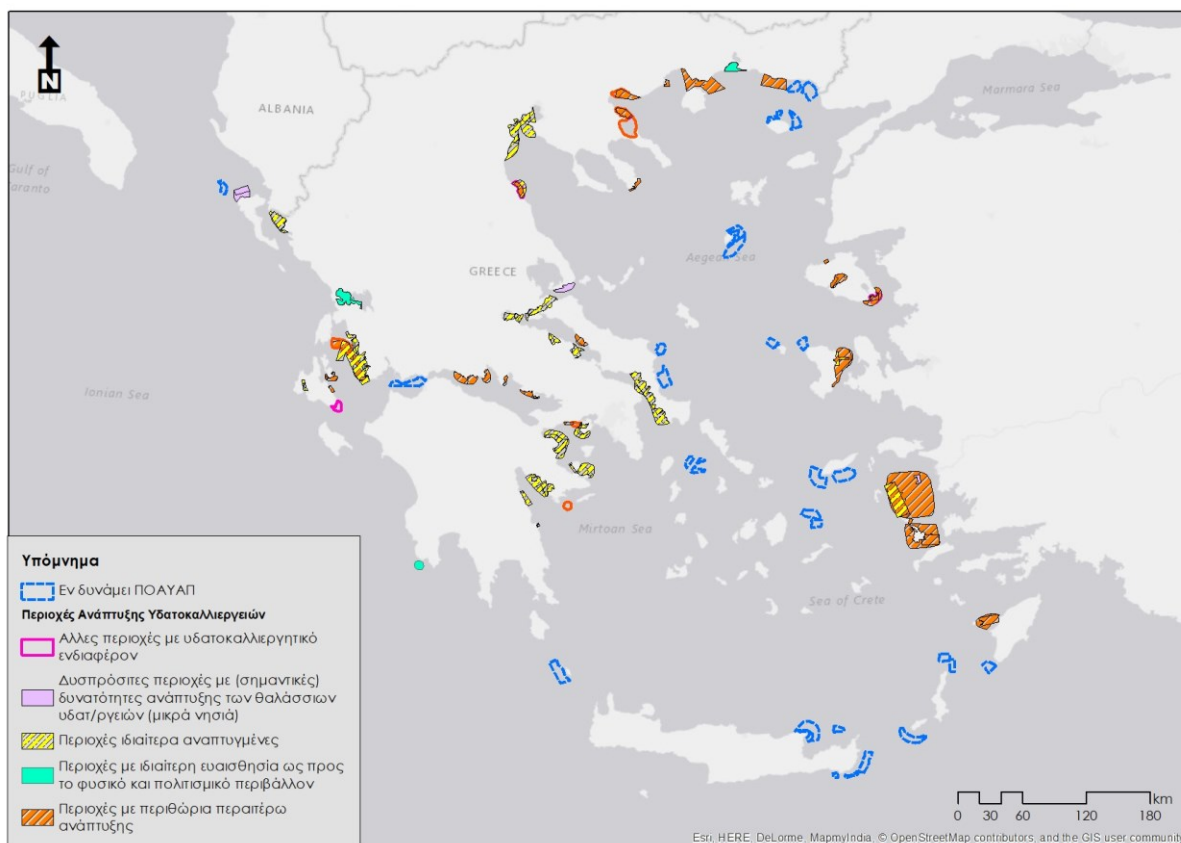 N
PUGLIA
ALBANIA
Marmara Sea
Gulf of
Taranto
GREECE
Aegean Sea
Ionian Sea
Mirtoan Sea
Sea of Crete
Υπόμνημα
Εν δυνάμει ΠΟΑΥΑΠ
Περιοχές Ανάπτυξης Υδατοκαλλιεργειών
Αλλες περιοχές με υδατοκαλλιεργητικό
ενδιαφέρον
Δυσπρόσιτες περιοχές με (σημαντικές)
δυνατότητες ανάπτυξης των θαλάσσιων
υδατ/ργειών (μικρά νησιά)
Περιοχές ιδιαίτερα αναπτυγμένες
Περιοχές με ιδιαίτερη ευαισθησία ως προς
το φυσικό και πολιτισμικό περιβάλλον
Περιοχές με περιθώρια περαιτέρω
ανάπτυξης
km
0 30 60 120 180
Esri, HERE, DeLorme, MapmyIndia, © OpenStreetMap contributors, and the GIS user community